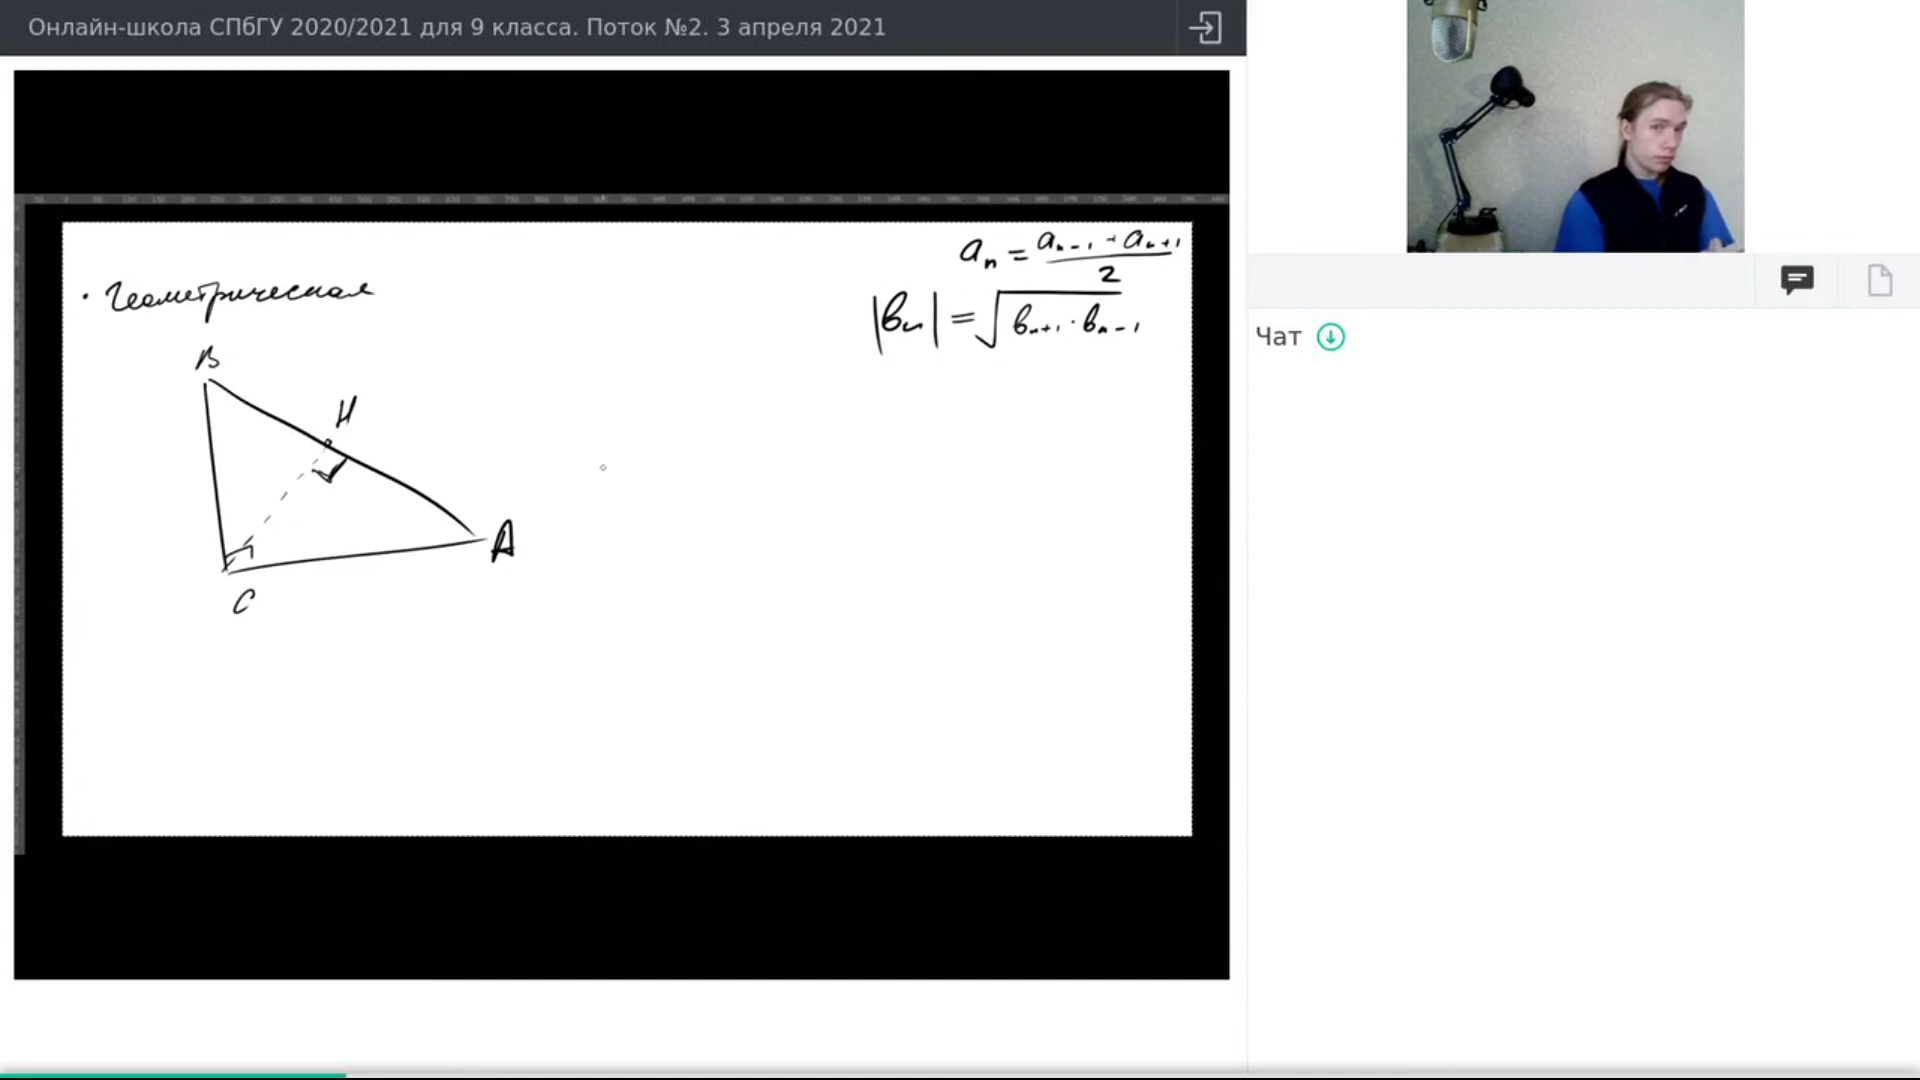 Онлайн-школа СПбГУ 2020/2021 для 9 класса. Поток №2. 3 апреля 2021
aₙ = (aₙ₋₁ + aₙ₊₁) / 2
· Геометрическая
|bₙ| = √(bₙ₊₁ · bₙ₋₁)
B
H
A
C
Чат